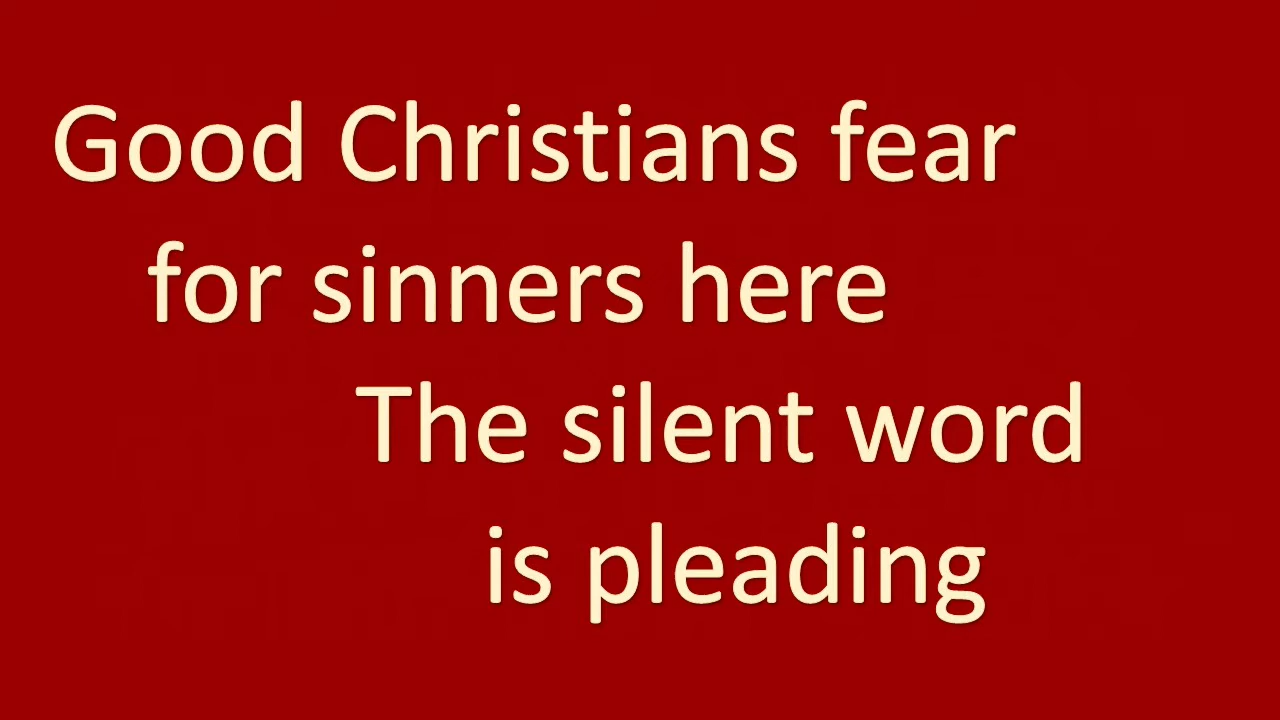 Good Christians fear
for sinners here
The silent word
is pleading